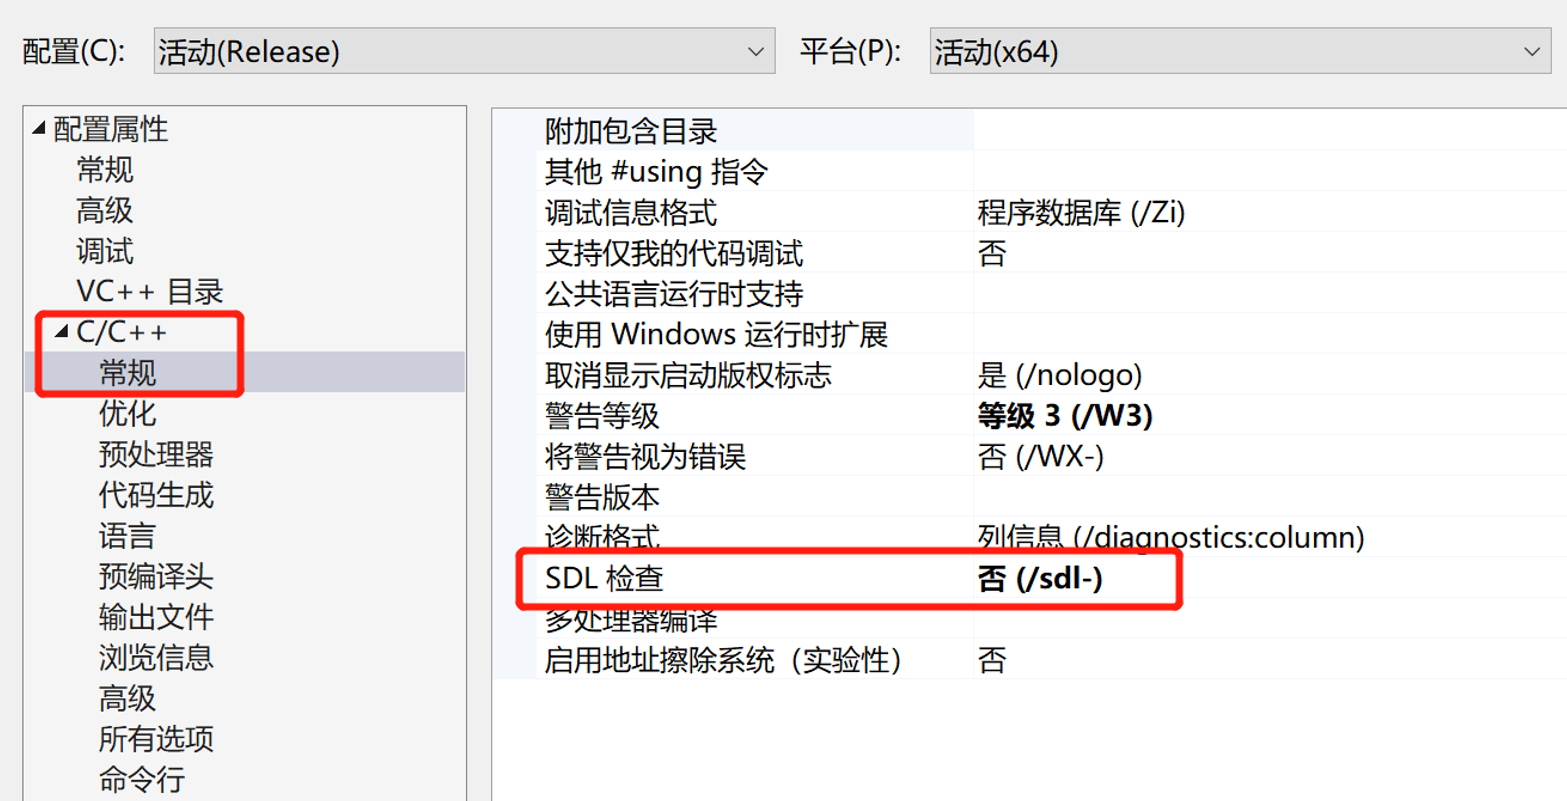 配置(C): 活动(Release) 平台(P): 活动(x64)
配置属性
常规
高级
调试
VC++ 目录
C/C++
常规
优化
预处理器
代码生成
语言
预编译头
输出文件
浏览信息
高级
所有选项
命令行
附加包含目录
其他 #using 指令
调试信息格式 程序数据库 (/Zi)
支持仅我的代码调试 否
公共语言运行时支持
使用 Windows 运行时扩展
取消显示启动版权标志 是 (/nologo)
警告等级 等级 3 (/W3)
将警告视为错误 否 (/WX-)
警告版本
诊断格式 列信息 (/diagnostics:column)
SDL 检查 否 (/sdl-)
多处理器编译
启用地址擦除系统（实验性） 否